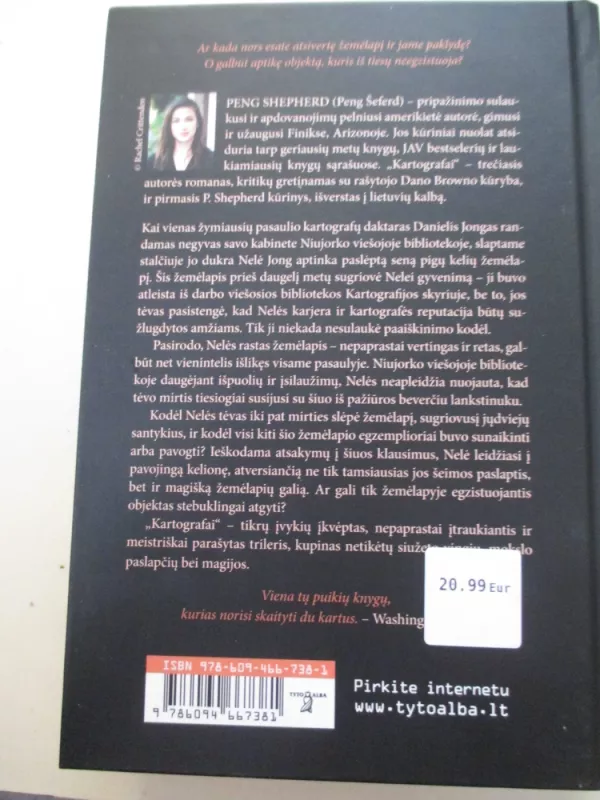 Ar kada nors esate atsivertę žemėlapį ir jame paklydę?
O galbūt aptikę objektą, kuris iš tiesų neegzistuoja?
© Rachel Crittenden
PENG SHEPHERD (Peng Šeferd) – pripažinimo sulau-
kusi ir apdovanojimų pelniusi amerikietė autorė, gimusi
ir užaugusi Finikse, Arizonoje. Jos kūriniai nuolat atsi-
duria tarp geriausių metų knygų, JAV bestselerių ir lau-
kiamiausių knygų sąrašuose. „Kartografai“ – trečiasis
autorės romanas, kritikų gretinamas su rašytojo Dano Browno kūryba,
ir pirmasis P. Shepherd kūrinys, išverstas į lietuvių kalbą.
Kai vienas žymiausių pasaulio kartografų daktaras Danielis Jongas ran-
damas negyvas savo kabinete Niujorko viešojoje bibliotekoje, slaptame
stalčiuje jo dukra Nelė Jong aptinka paslėptą seną pigų kelių žemėla-
pį. Šis žemėlapis prieš daugelį metų sugriovė Nelei gyvenimą – ji buvo
atleista iš darbo viešosios bibliotekos Kartografijos skyriuje, be to, jos
tėvas pasistengė, kad Nelės karjera ir kartografės reputacija būtų su-
žlugdytos amžiams. Tik ji niekada nesulaukė paaiškinimo kodėl.
Pasirodo, Nelės rastas žemėlapis – nepaprastai vertingas ir retas, gal-
būt net vienintelis išlikęs visame pasaulyje. Niujorko viešojoje bibliote-
koje daugėjant išpuolių ir įsilaužimų, Nelės neapleidžia nuojauta, kad
tėvo mirtis tiesiogiai susijusi su šiuo iš pažiūros beverčiu lankstinuku.
Kodėl Nelės tėvas iki pat mirties slėpė žemėlapį, sugriovusį jųdviejų
santykius, ir kodėl visi kiti šio žemėlapio egzemplioriai buvo sunaikinti
arba pavogti? Ieškodama atsakymų į šiuos klausimus, Nelė leidžiasi į
pavojingą kelionę, atversiančią ne tik tamsiausias jos šeimos paslaptis,
bet ir magišką žemėlapių galią. Ar gali tik žemėlapyje egzistuojantis
objektas stebuklingai atgyti?
„Kartografai“ – tikrų įvykių įkvėptas, nepaprastai įtraukiantis ir
meistriškai parašytas trileris, kupinas netikėtų siužeto vingių, mokslo
paslapčių bei magijos.
Viena tų puikių knygų,
kurias norisi skaityti du kartus. – Washing
20.99 Eur
ISBN 978-609-466-738-1
9 786094 667381
TYTO ALBA
Pirkite internetu
www.tytoalba.lt